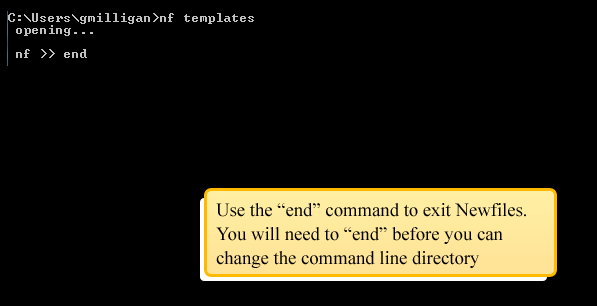 C:\Users\gmilligan>nf templates
opening...
nf >> end
Use the “end” command to exit Newfiles.
You will need to “end” before you can
change the command line directory